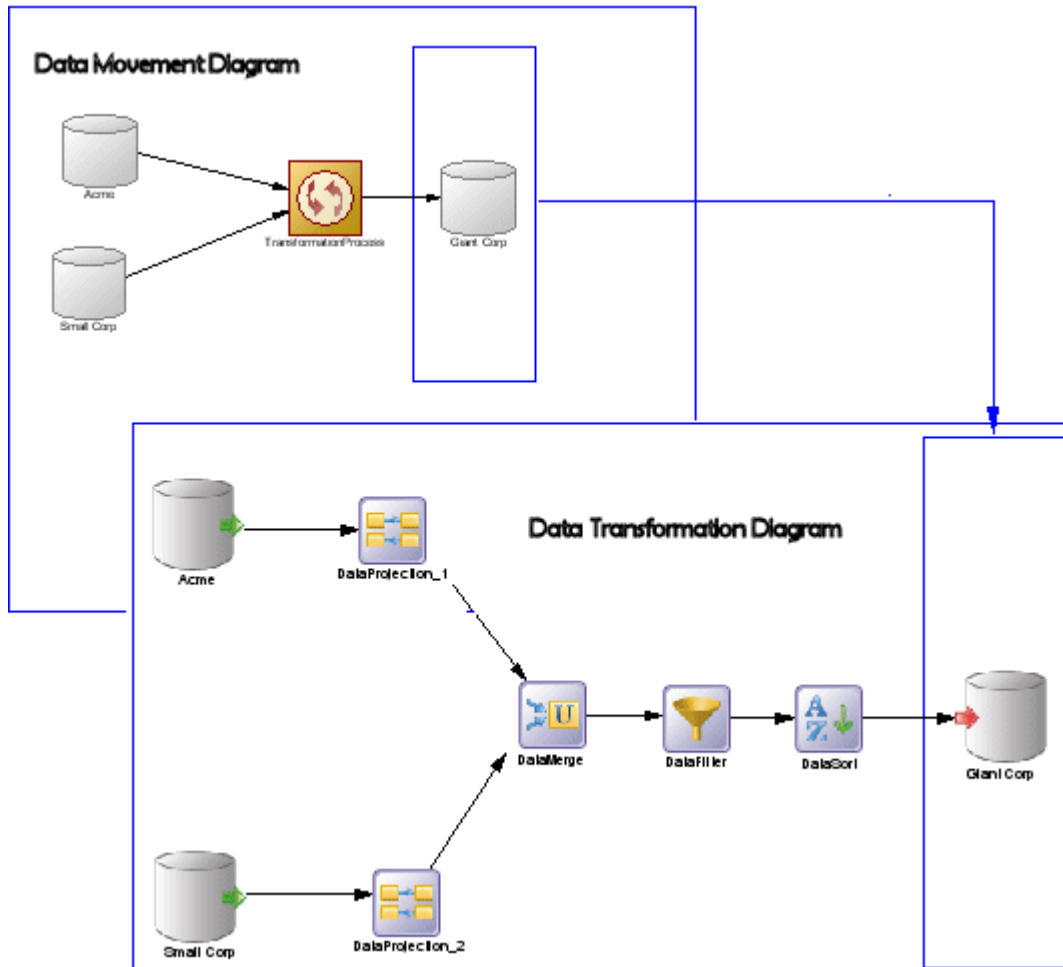 Data Movement Diagram
Acme
TransformationProcess
Giant Corp
Small Corp
Data Transformation Diagram
Acme
DataProjection_1
DataMerge
DataFilter
DataSort
Giant Corp
Small Corp
DataProjection_2
A
Z
U